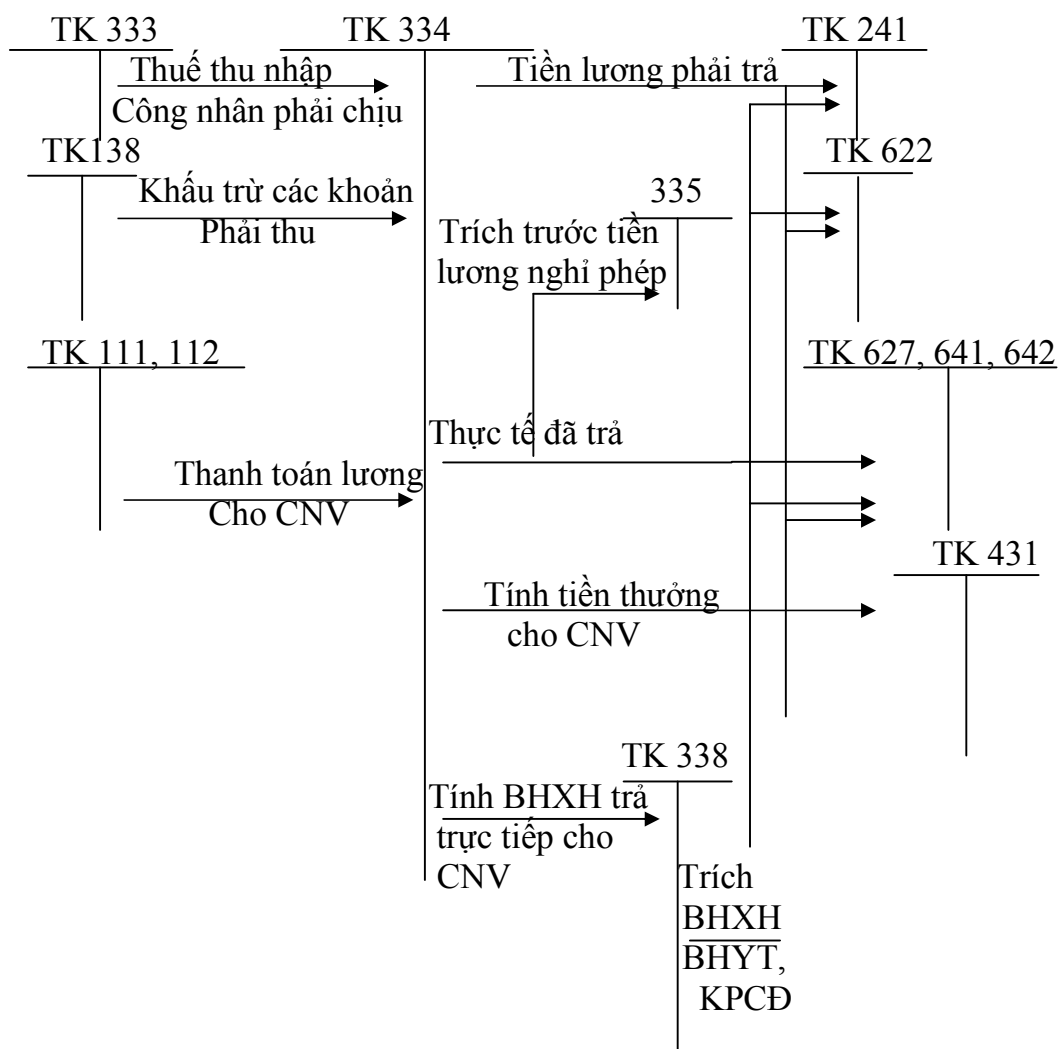 TK 333
TK 334
TK 241
Thuế thu nhập
Công nhân phải chịu
Tiền lương phải trả
TK138
TK 622
Khấu trừ các khoản
Phải thu
335
Trích trước tiền
lương nghỉ phép
TK 111, 112
TK 627, 641, 642
Thực tế đã trả
Thanh toán lương
Cho CNV
TK 431
Tính tiền thưởng
cho CNV
TK 338
Tính BHXH trả
trực tiếp cho
CNV
Trích
BHXH
BHYT,
KPCĐ